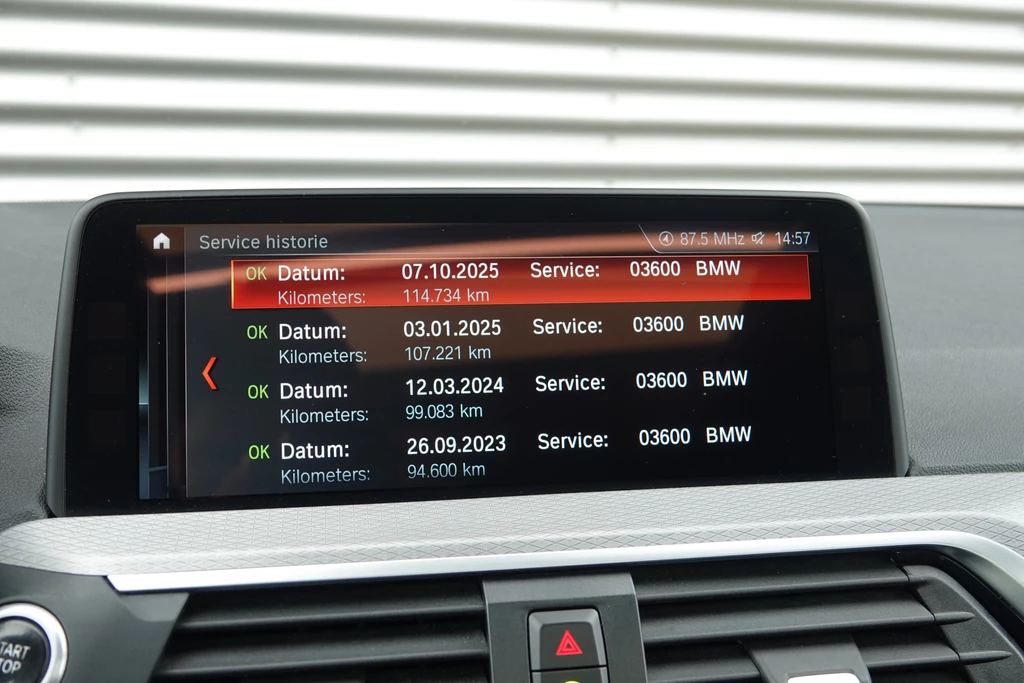 Service historie 87.5 MHz 14:57
OK Datum: 07.10.2025 Service: 03600 BMW
Kilometers: 114.734 km
OK Datum: 03.01.2025 Service: 03600 BMW
Kilometers: 107.221 km
OK Datum: 12.03.2024 Service: 03600 BMW
Kilometers: 99.083 km
OK Datum: 26.09.2023 Service: 03600 BMW
Kilometers: 94.600 km
TART
TOP